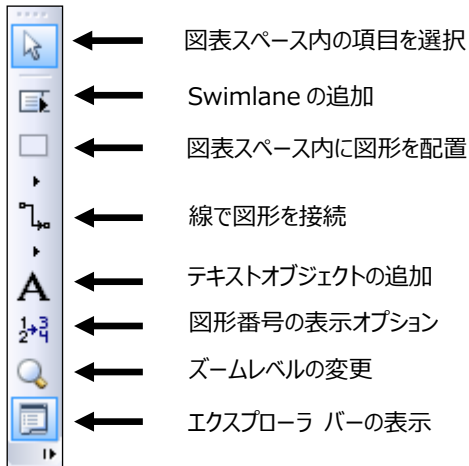 図表スペース内の項目を選択
Swimlane の追加
図表スペース内に図形を配置
線で図形を接続
A
テキストオブジェクトの追加
1 3
2 4
図形番号の表示オプション
ズームレベルの変更
エクスプローラ バーの表示